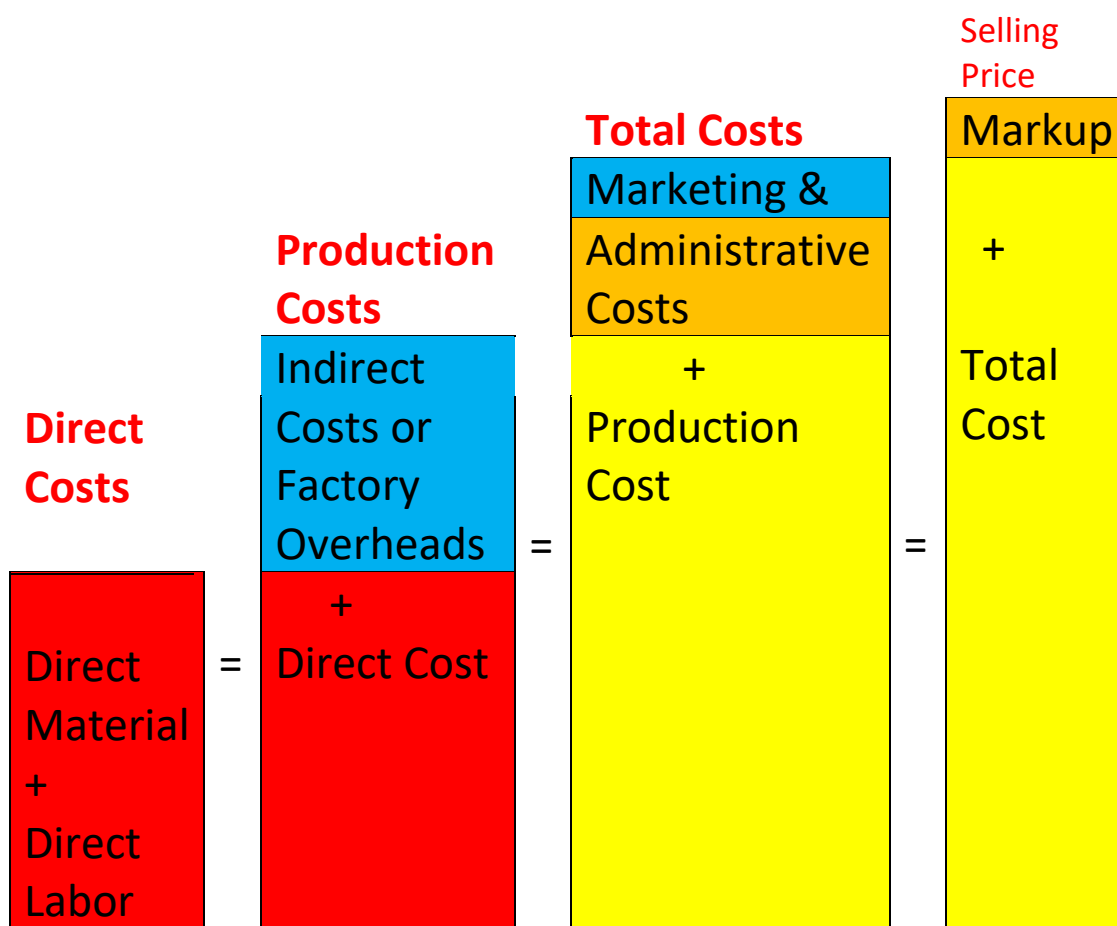 Direct
Costs
Direct
Material
+
Direct
Labor
=
Production
Costs
Indirect
Costs or
Factory
Overheads
+
Direct Cost
=
Total Costs
Marketing &
Administrative
Costs
+
Production
Cost
=
Selling
Price
Markup
+
Total
Cost